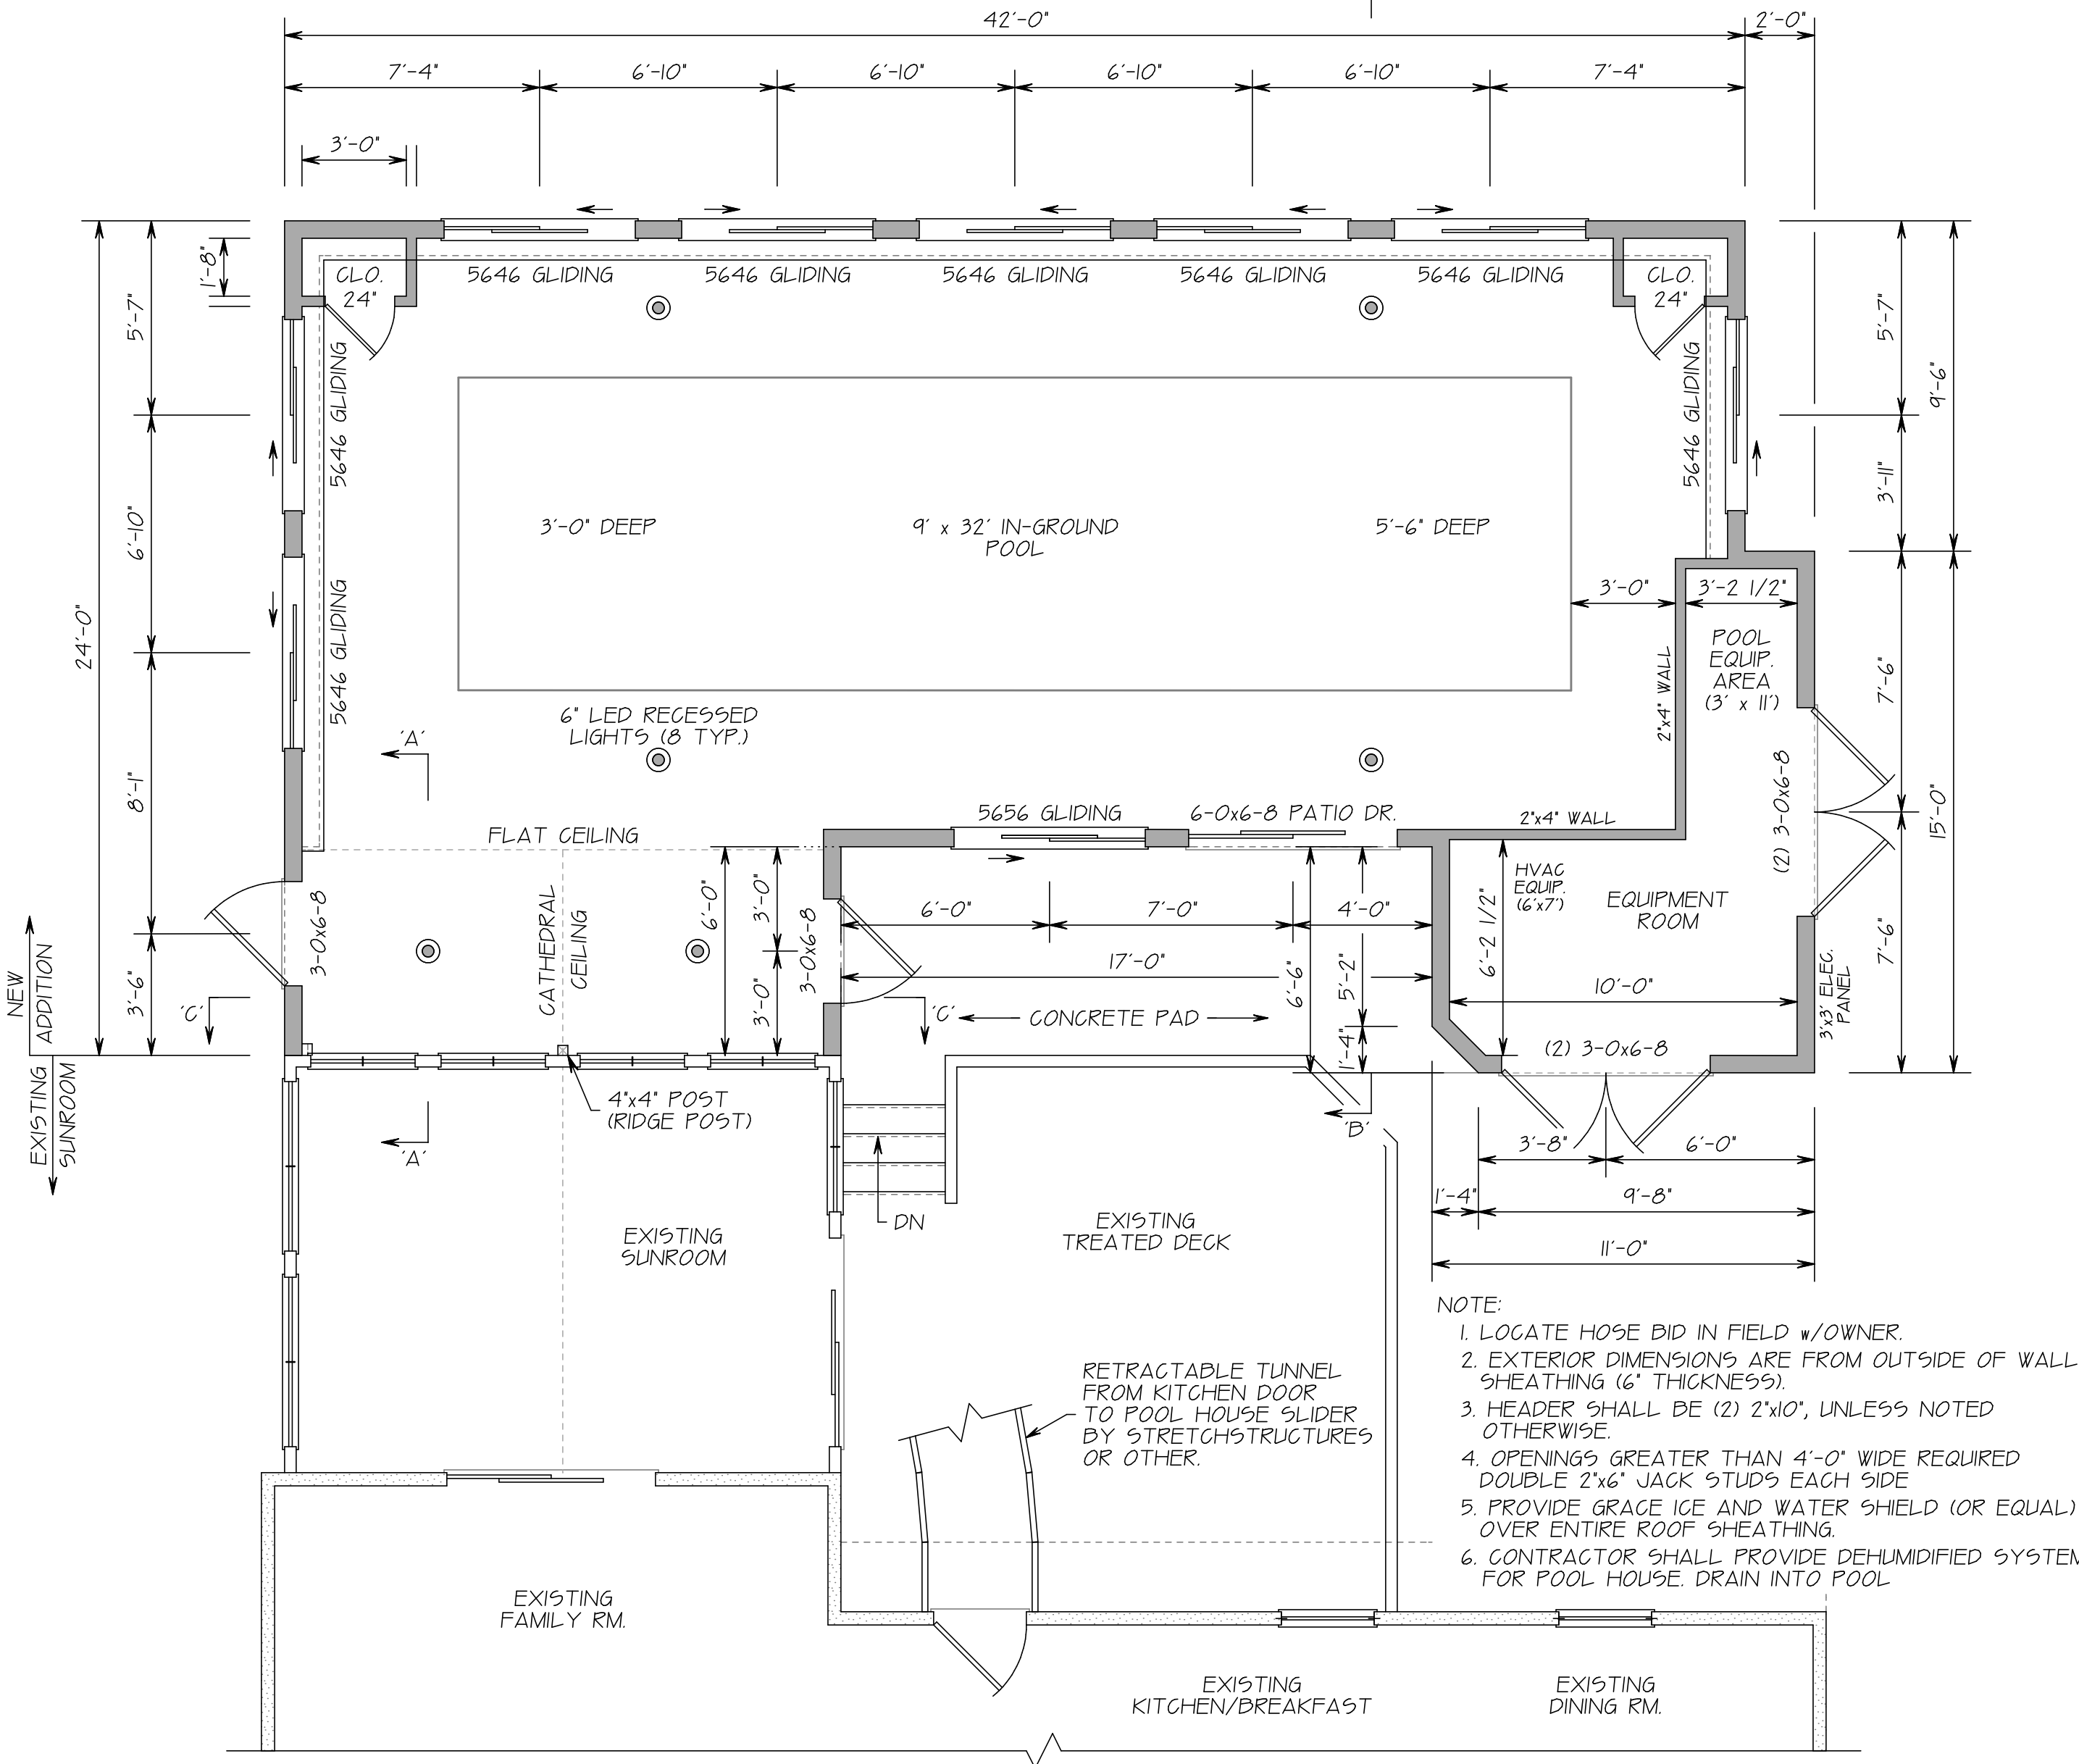 42'-0"
2'-0"
7'-4"
6'-10"
6'-10"
6'-10"
6'-10"
7'-4"
3'-0"
1'-8"
CLO.
24"
5646 GLIDING
5646 GLIDING
5646 GLIDING
5646 GLIDING
5646 GLIDING
CLO.
24"
5'-7"
6'-10"
24'-0"
8'-1"
3'-6"
5646 GLIDING
5646 GLIDING
5646 GLIDING
5'-7"
9'-6"
3'-11"
3'-0" DEEP
9' x 32' IN-GROUND
POOL
5'-6" DEEP
3'-0"
3'-2 1/2"
POOL
EQUIP.
AREA
(3' x 11')
2"x4" WALL
7'-6"
15'-0"
7'-6"
(2) 3-0x6-8
6" LED RECESSED
LIGHTS (8 TYP.)
'A'
FLAT CEILING
5656 GLIDING
6-0x6-8 PATIO DR.
2"x4" WALL
3-0x6-8
CATHEDRAL
CEILING
6'-0"
3'-0"
3'-0"
3-0x6-8
6'-0"
7'-0"
4'-0"
17'-0"
6'-6"
5'-2"
1'-4"
6'-2 1/2"
HVAC
EQUIP.
(6'x7')
EQUIPMENT
ROOM
10'-0"
3'x3' ELEC.
PANEL
NEW
ADDITION
EXISTING
SUNROOM
'C'
'C'
CONCRETE PAD
(2) 3-0x6-8
4"x4" POST
(RIDGE POST)
'A'
'B'
3'-8"
6'-0"
1'-4"
9'-8"
11'-0"
DN
EXISTING
SUNROOM
EXISTING
TREATED DECK
RETRACTABLE TUNNEL
FROM KITCHEN DOOR
TO POOL HOUSE SLIDER
BY STRETCHSTRUCTURES
OR OTHER.
NOTE:
1. LOCATE HOSE BID IN FIELD w/OWNER.
2. EXTERIOR DIMENSIONS ARE FROM OUTSIDE OF WALL
SHEATHING (6" THICKNESS).
3. HEADER SHALL BE (2) 2"x10", UNLESS NOTED
OTHERWISE.
4. OPENINGS GREATER THAN 4'-0" WIDE REQUIRED
DOUBLE 2"x6" JACK STUDS EACH SIDE
5. PROVIDE GRACE ICE AND WATER SHIELD (OR EQUAL)
OVER ENTIRE ROOF SHEATHING.
6. CONTRACTOR SHALL PROVIDE DEHUMIDIFIED SYSTEM
FOR POOL HOUSE. DRAIN INTO POOL
EXISTING
FAMILY RM.
EXISTING
KITCHEN/BREAKFAST
EXISTING
DINING RM.